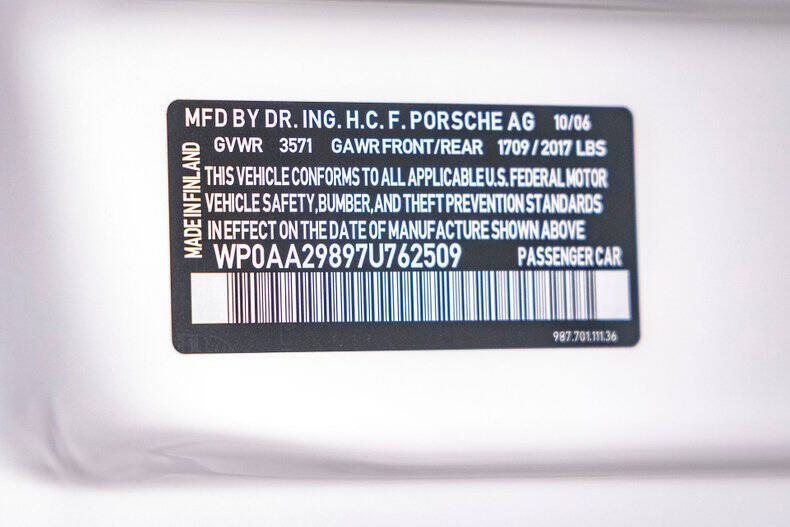 MFD BY DR. ING. H.C. F. PORSCHE AG 10/06
GVWR 3571 GAWR FRONT/REAR 1709 / 2017 LBS
MADE IN FINLAND
THIS VEHICLE CONFORMS TO ALL APPLICABLE U.S. FEDERAL MOTOR
VEHICLE SAFETY, BUMBER, AND THEFT PREVENTION STANDARDS
IN EFFECT ON THE DATE OF MANUFACTURE SHOWN ABOVE
WP0AA29897U762509 PASSENGER CAR
987.701.111.36